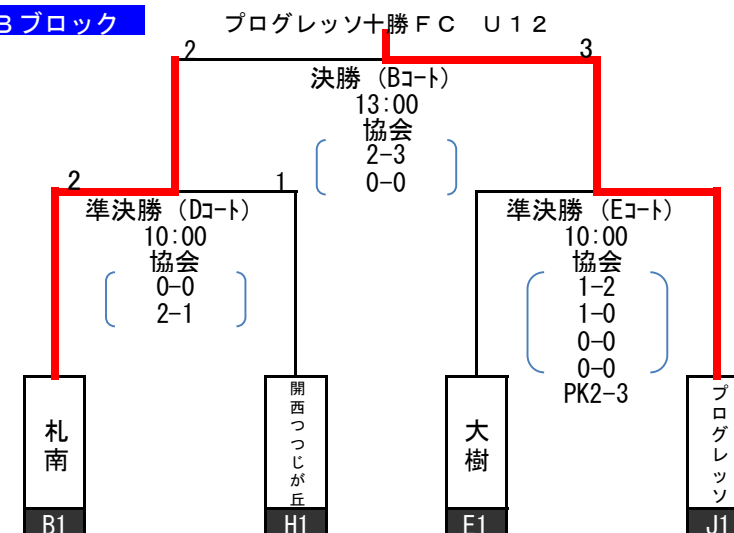 Bブロック
プログレッソ十勝FC U12
2
3
決勝 (Bコート)
13:00
協会
2-3
0-0
2
1
準決勝 (Dコート)
10:00
協会
0-0
2-1
準決勝 (Eコート)
10:00
協会
1-2
1-0
0-0
0-0
PK2-3
札南
開西つつじが丘
大樹
プログレッソ
B1
H1
J1